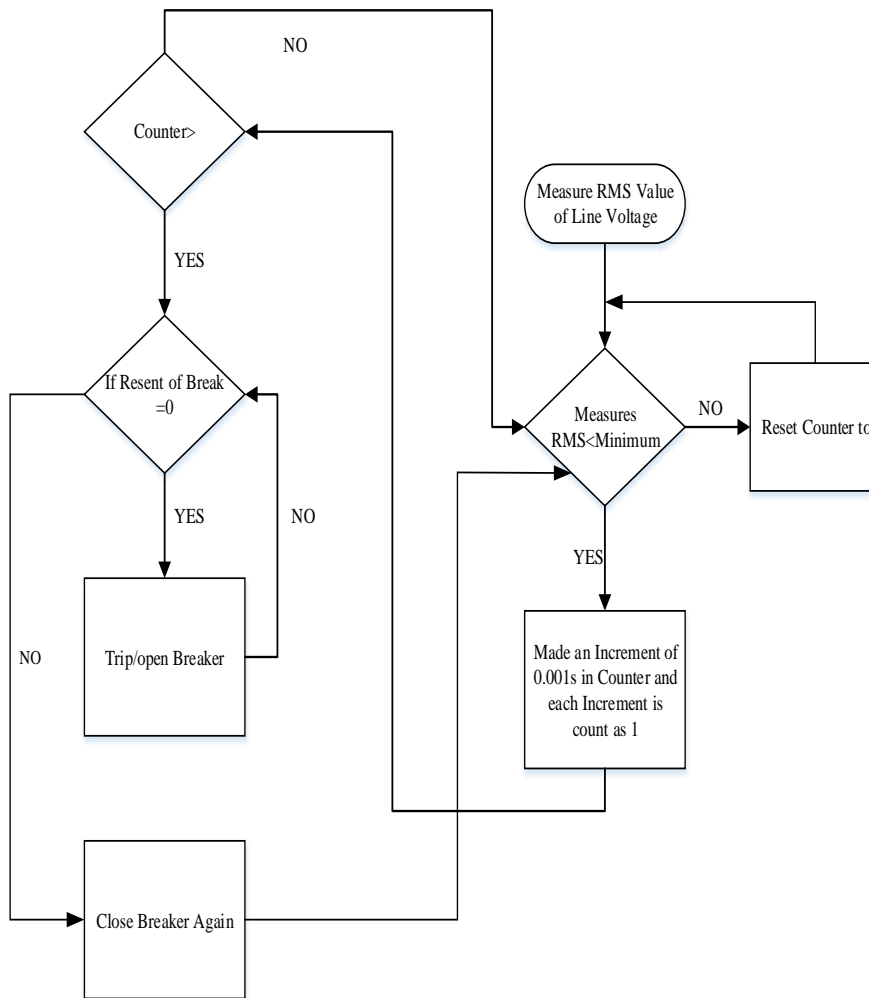 NO
Counter>
YES
If Resent of Break
=0
YES
NO
Trip/open Breaker
NO
Close Breaker Again
Measure RMS Value
of Line Voltage
Measures
RMS<Minimum
NO
Reset Counter to
YES
Made an Increment of
0.001s in Counter and
each Increment is
count as 1